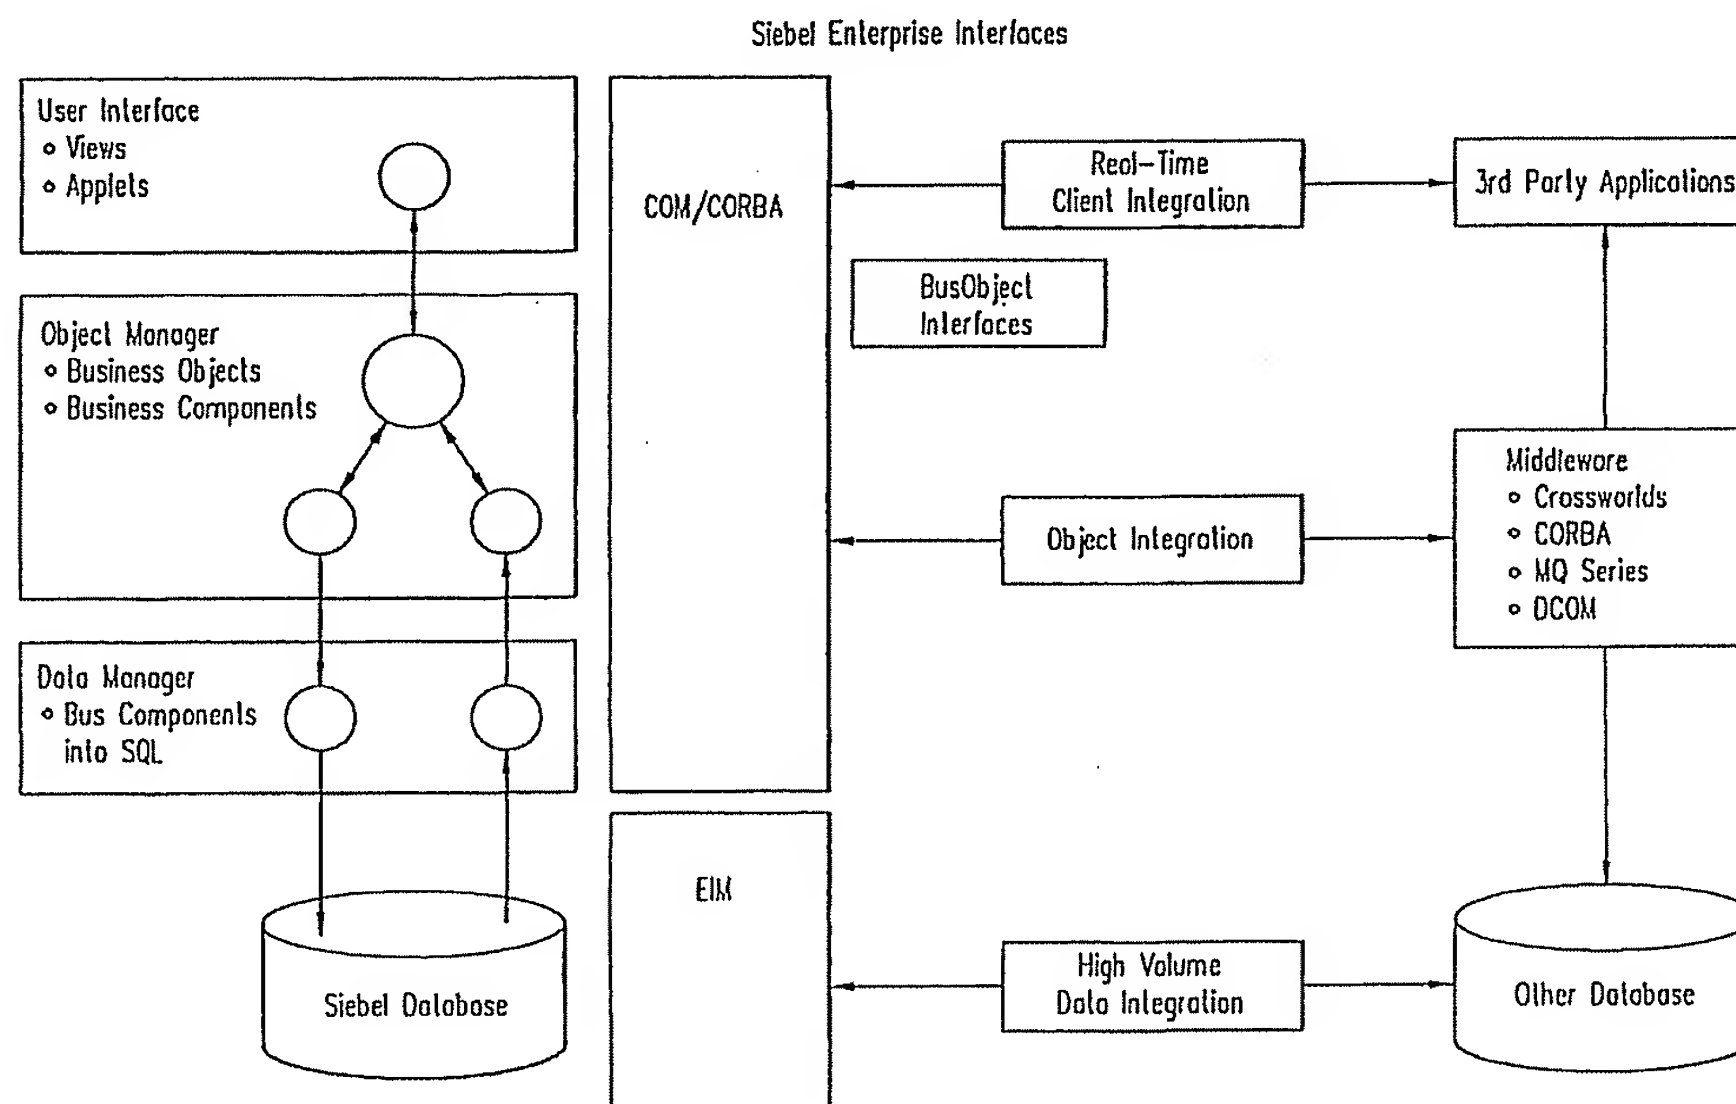 Siebel Enterprise Interfaces
User Interface
Views
Applets
Object Manager
Business Objects
Business Components
Data Manager
Bus Components
into SQL
Siebel Database
COM/CORBA
EIM
Real-Time
Client Integration
BusObject
Interfaces
Object Integration
High Volume
Data Integration
3rd Party Applications
Middleware
Crossworlds
CORBA
MQ Series
DCOM
Other Database